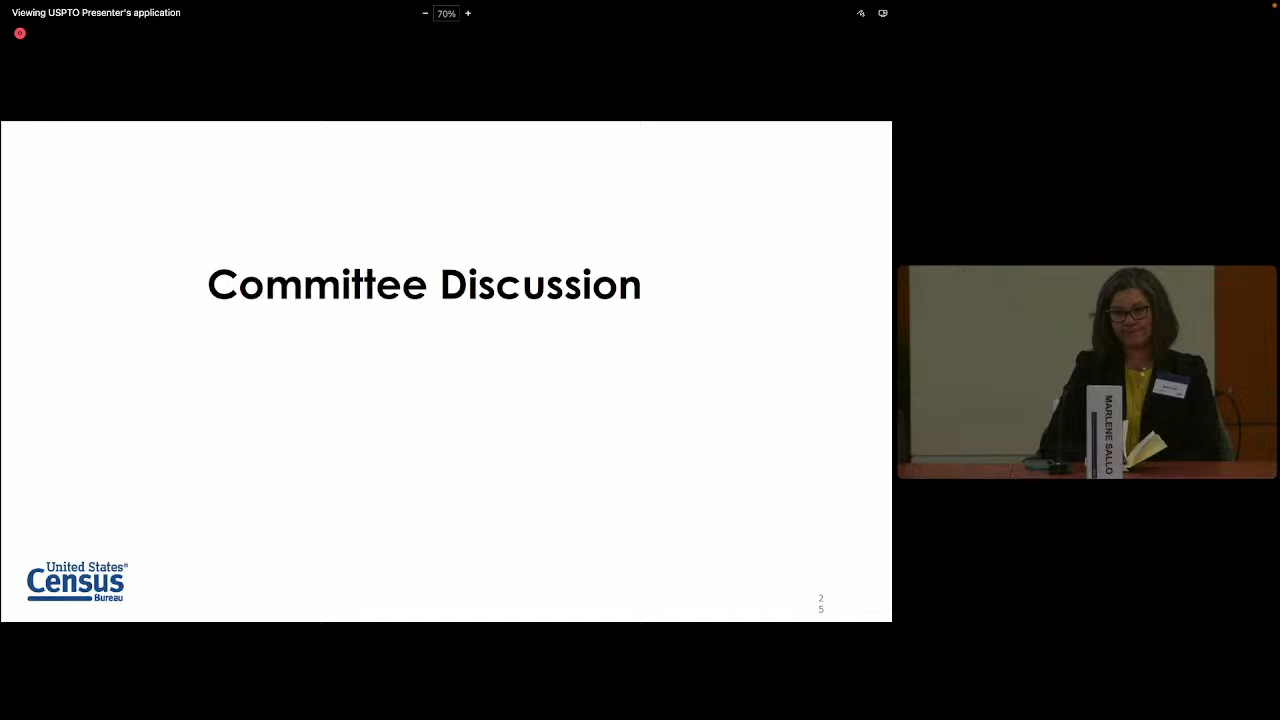 Viewing USPTO Presenter's application
− 70% +
Committee Discussion
MARLENE SALLO
United States®
Census
Bureau
2
5